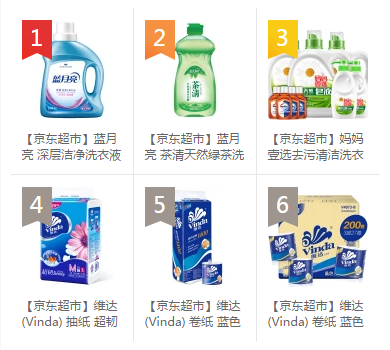 1
2
3
蓝月亮
茶清
【京东超市】蓝月
亮 深层洁净洗衣液
【京东超市】蓝月
亮 茶清天然绿茶洗
【京东超市】妈妈
壹选去污清洁洗衣
4
5
6
Vinda
Vinda
Vinda
200克
【京东超市】维达
(Vinda) 抽纸 超韧
【京东超市】维达
(Vinda) 卷纸 蓝色
【京东超市】维达
(Vinda) 卷纸 蓝色